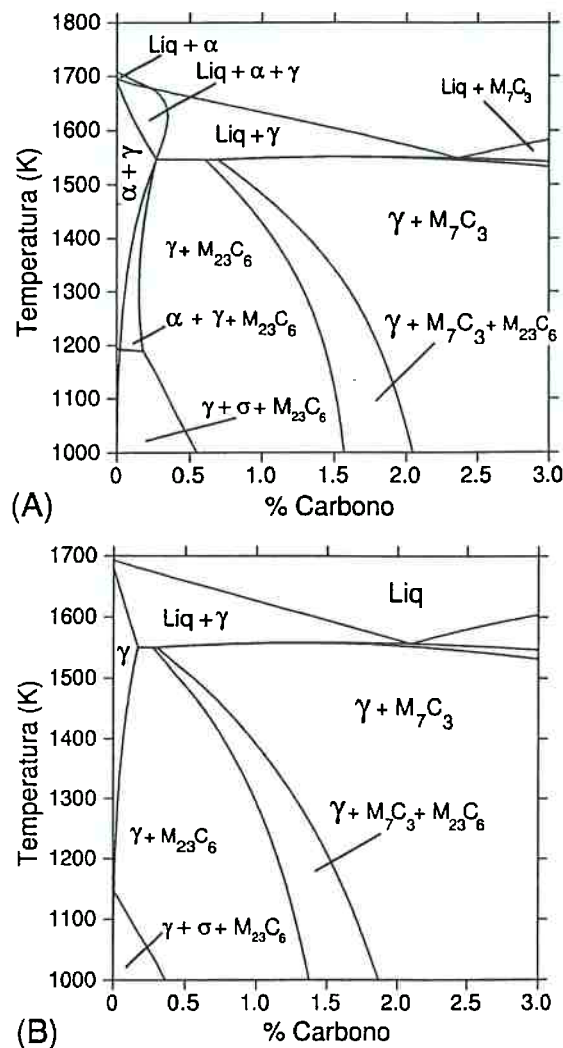 1800
1700
1600
1500
1400
1300
1200
1100
1000
Temperatura (K)
Liq + α
Liq + α + γ
Liq + M₇C₃
Liq + γ
α + γ
γ + M₂₃C₆
γ + M₇C₃
α + γ + M₂₃C₆
γ + M₇C₃ + M₂₃C₆
γ + σ + M₂₃C₆
0 0.5 1.0 1.5 2.0 2.5 3.0
% Carbono
(A)
1700
1600
1500
1400
1300
1200
1100
1000
Temperatura (K)
Liq
Liq + γ
γ
γ + M₇C₃
γ + M₇C₃ + M₂₃C₆
γ + M₂₃C₆
γ + σ + M₂₃C₆
0 0.5 1.0 1.5 2.0 2.5 3.0
% Carbono
(B)